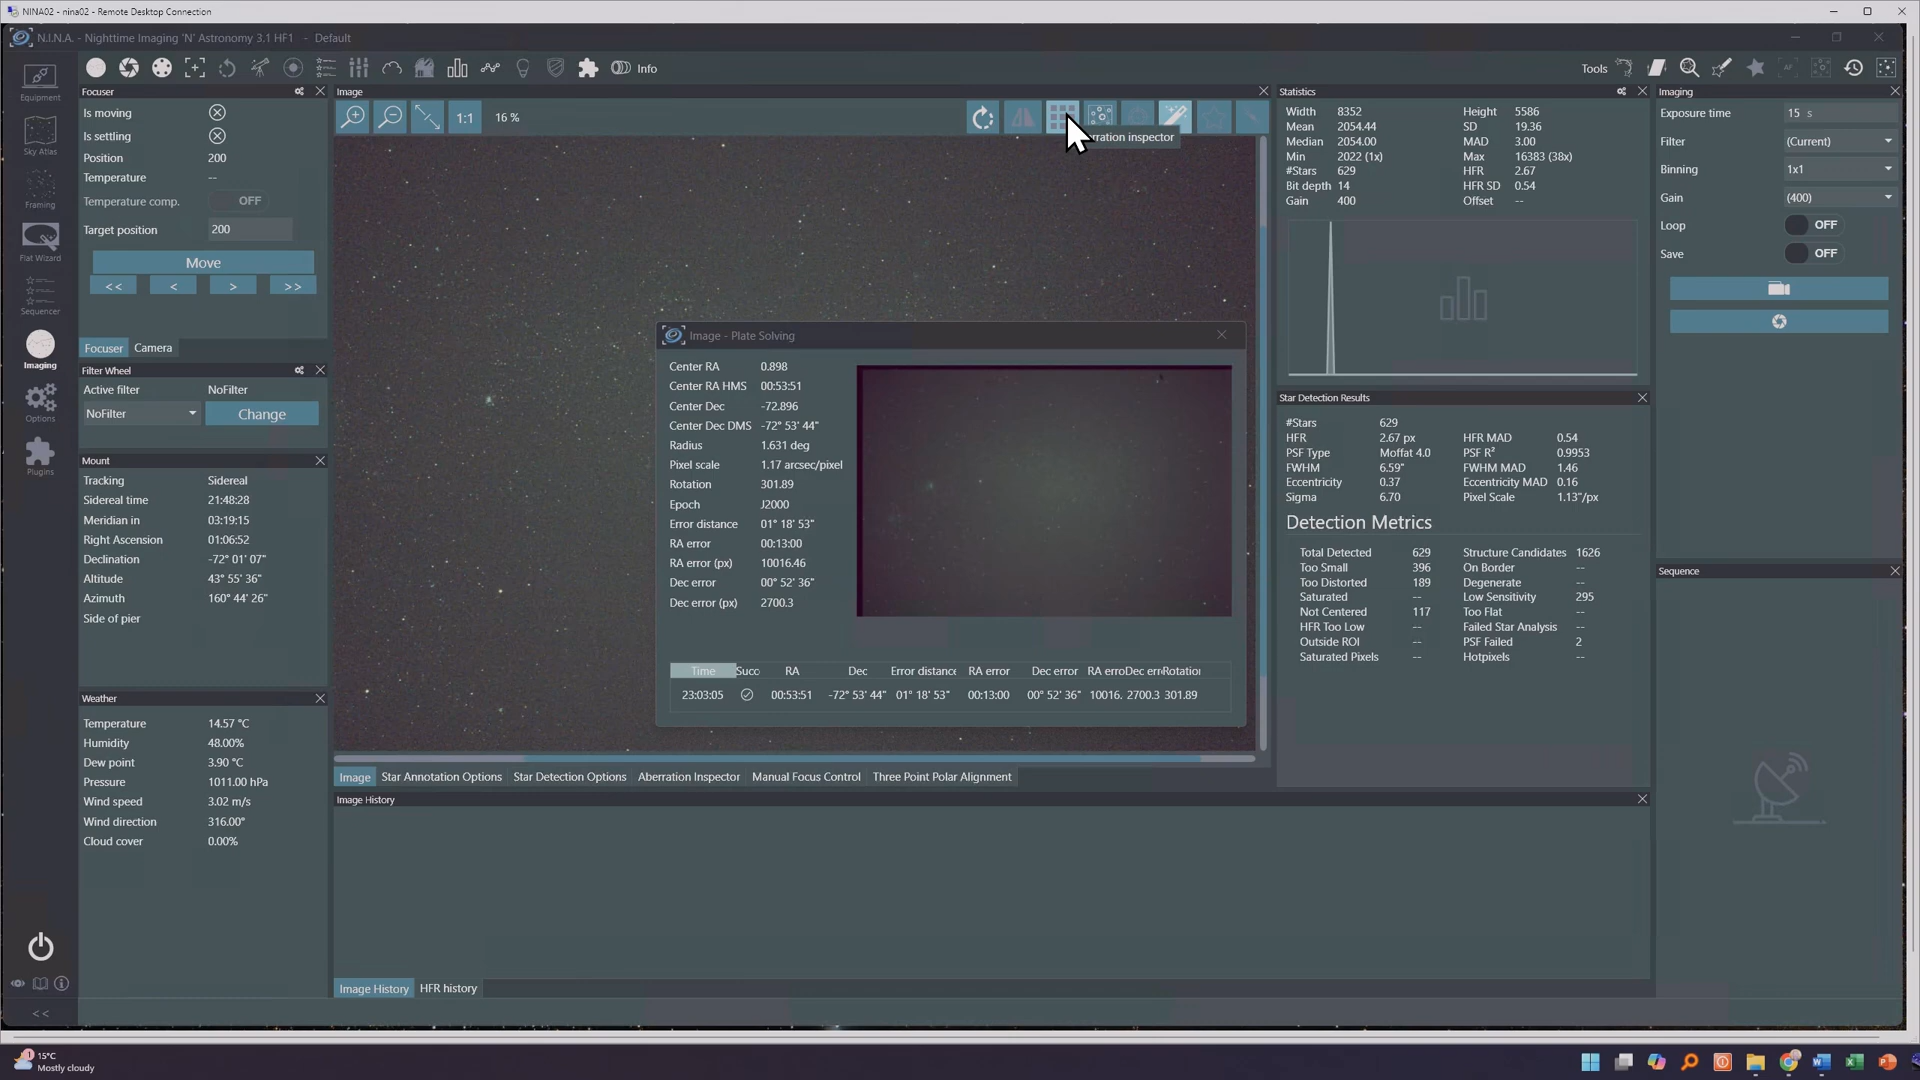 NINA02 - nina02 - Remote Desktop Connection
N.I.N.A. - Nighttime Imaging 'N' Astronomy 3.1 HF1 - Default
Info
Tools
Equipment
Sky Atlas
Framing
Flat Wizard
Sequencer
Imaging
Options
Plugins
<<
Focuser
Is moving
Is settling
Position 200
Temperature --
Temperature comp. OFF
Target position 200
Move
<< < > >>
Focuser Camera
Filter Wheel
Active filter NoFilter
NoFilter Change
Mount
Tracking Sidereal
Sidereal time 21:48:28
Meridian in 03:19:15
Right Ascension 01:06:52
Declination -72° 01' 07"
Altitude 43° 55' 36"
Azimuth 160° 44' 26"
Side of pier
Weather
Temperature 14.57 °C
Humidity 48.00%
Dew point 3.90 °C
Pressure 1011.00 hPa
Wind speed 3.02 m/s
Wind direction 316.00°
Cloud cover 0.00%
Image
1:1 16 %
rration inspector
Image - Plate Solving
Center RA 0.898
Center RA HMS 00:53:51
Center Dec -72.896
Center Dec DMS -72° 53' 44"
Radius 1.631 deg
Pixel scale 1.17 arcsec/pixel
Rotation 301.89
Epoch J2000
Error distance 01° 18' 53"
RA error 00:13:00
RA error (px) 10016.46
Dec error 00° 52' 36"
Dec error (px) 2700.3
Time Succ RA Dec Error distance RA error Dec error RA erro Dec err Rotation
23:03:05 00:53:51 -72° 53' 44" 01° 18' 53" 00:13:00 00° 52' 36" 10016. 2700.3 301.89
Image Star Annotation Options Star Detection Options Aberration Inspector Manual Focus Control Three Point Polar Alignment
Image History
Image History HFR history
Statistics
Width 8352 Height 5586
Mean 2054.44 SD 19.36
Median 2054.00 MAD 3.00
Min 2022 (1x) Max 16383 (38x)
#Stars 629 HFR 2.67
Bit depth 14 HFR SD 0.54
Gain 400 Offset --
Star Detection Results
#Stars 629
HFR 2.67 px HFR MAD 0.54
PSF Type Moffat 4.0 PSF R² 0.9953
FWHM 6.59" FWHM MAD 1.46
Eccentricity 0.37 Eccentricity MAD 0.16
Sigma 6.70 Pixel Scale 1.13"/px
Detection Metrics
Total Detected 629 Structure Candidates 1626
Too Small 396 On Border --
Too Distorted 189 Degenerate --
Saturated -- Low Sensitivity 295
Not Centered 117 Too Flat --
HFR Too Low -- Failed Star Analysis --
Outside ROI -- PSF Failed 2
Saturated Pixels -- Hotpixels --
Imaging
Exposure time 15 s
Filter (Current)
Binning 1x1
Gain (400)
Loop OFF
Save OFF
Sequence
1
15°C
Mostly cloudy